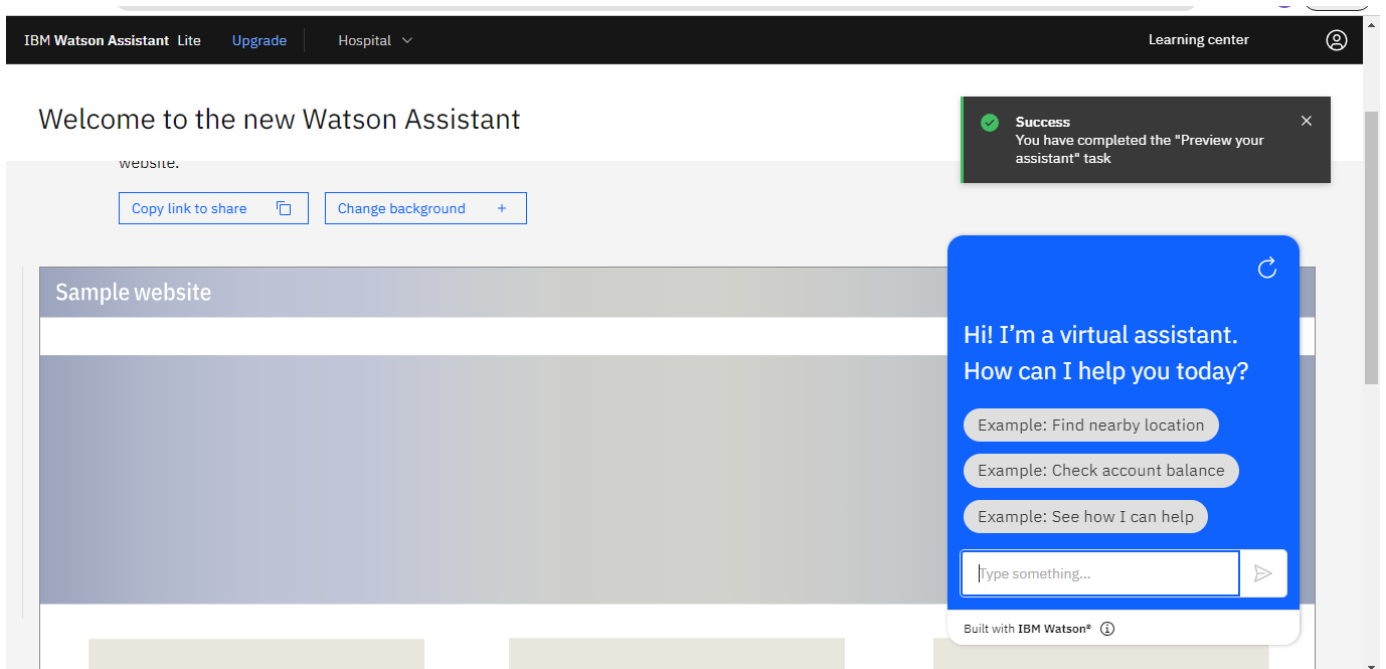 IBM Watson Assistant Lite Upgrade Hospital Learning center
Welcome to the new Watson Assistant
Success
You have completed the "Preview your
assistant" task
website.
Copy link to share
Change background +
Sample website
Hi! I'm a virtual assistant.
How can I help you today?
Example: Find nearby location
Example: Check account balance
Example: See how I can help
Type something...
Built with IBM Watson®